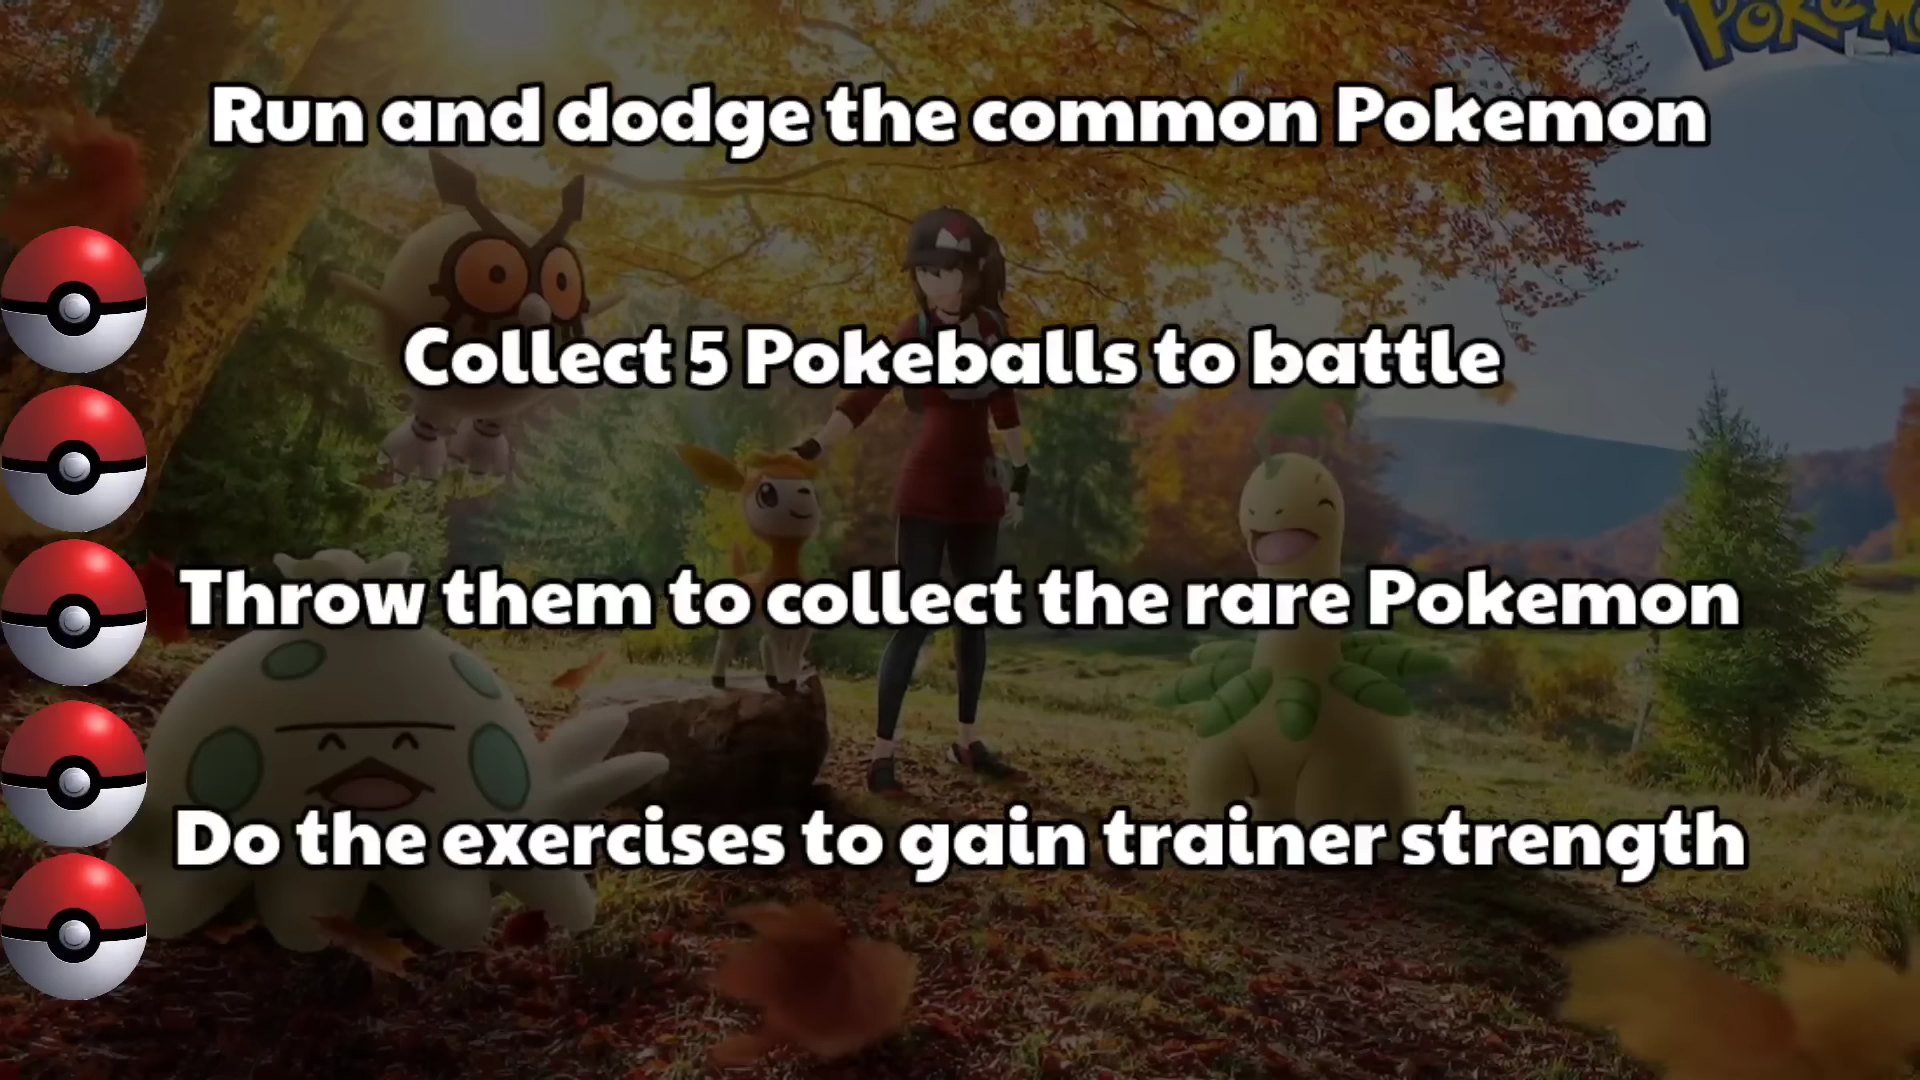 Run and dodge the common Pokemon
Collect 5 Pokeballs to battle
Throw them to collect the rare Pokemon
Do the exercises to gain trainer strength